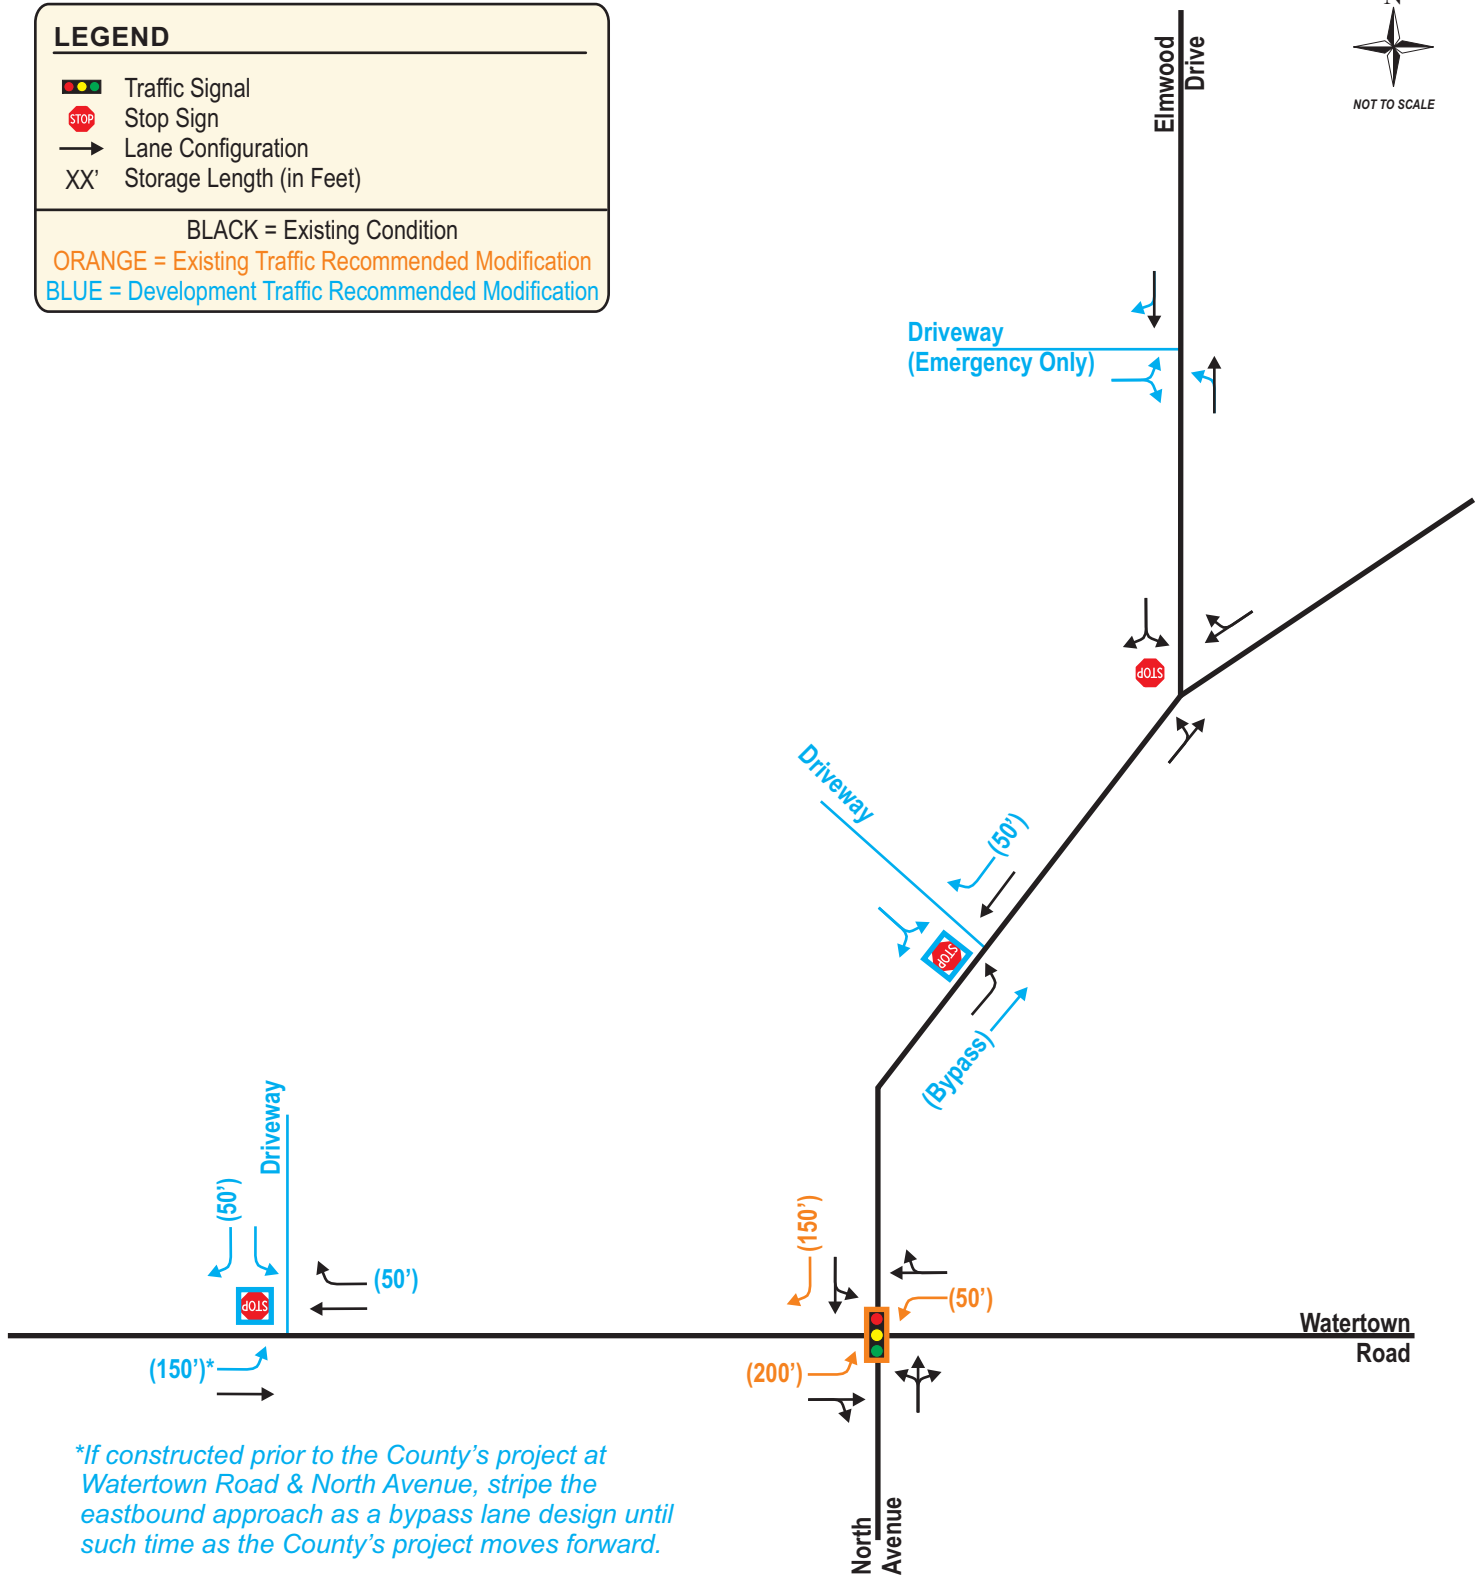 LEGEND
Traffic Signal
STOP
Stop Sign
Lane Configuration
XX' Storage Length (in Feet)
BLACK = Existing Condition
ORANGE = Existing Traffic Recommended Modification
BLUE = Development Traffic Recommended Modification
N
NOT TO SCALE
Elmwood
Drive
Driveway
(Emergency Only)
STOP
Driveway
(50')
STOP
(Bypass)
Driveway
(50')
(50')
STOP
(150')*
(150')
(50')
(200')
Watertown
Road
North
Avenue
*If constructed prior to the County's project at
Watertown Road & North Avenue, stripe the
eastbound approach as a bypass lane design until
such time as the County's project moves forward.